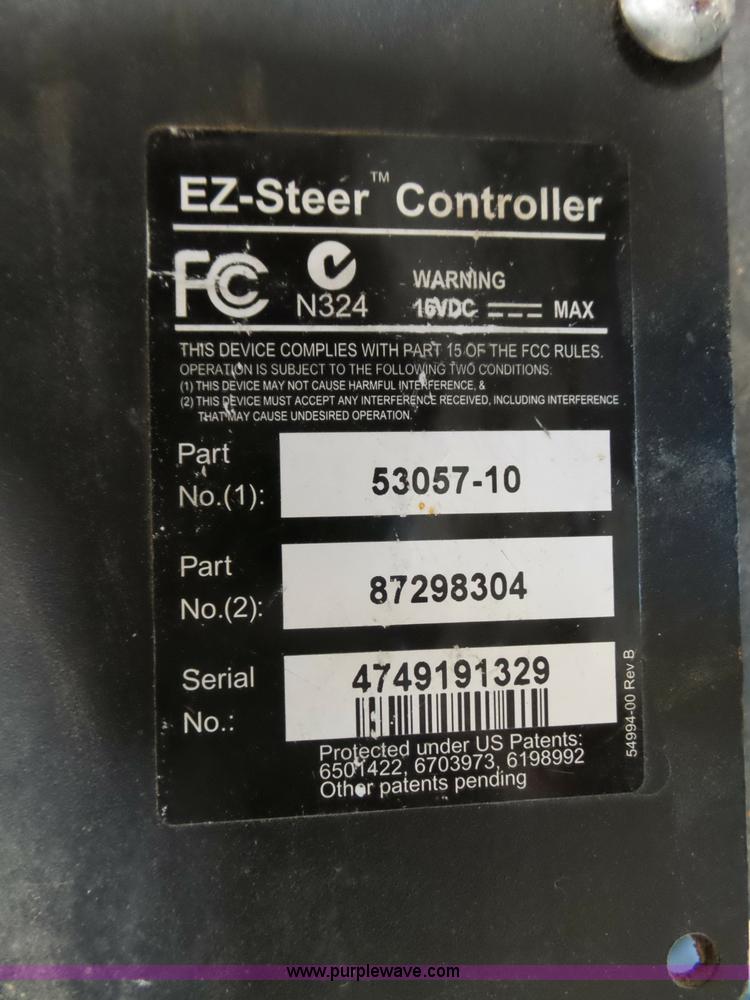 EZ-Steer™ Controller
FC
N324
WARNING
16VDC MAX
THIS DEVICE COMPLIES WITH PART 15 OF THE FCC RULES.
OPERATION IS SUBJECT TO THE FOLLOWING TWO CONDITIONS:
(1) THIS DEVICE MAY NOT CAUSE HARMFUL INTERFERENCE, &
(2) THIS DEVICE MUST ACCEPT ANY INTERFERENCE RECEIVED, INCLUDING INTERFERENCE
THAT MAY CAUSE UNDESIRED OPERATION.
Part
No.(1):
53057-10
Part
No.(2):
87298304
Serial
No.:
4749191329
Protected under US Patents:
6501422, 6703973, 6198992
Other patents pending
54994-00 Rev B
www.purplewave.com